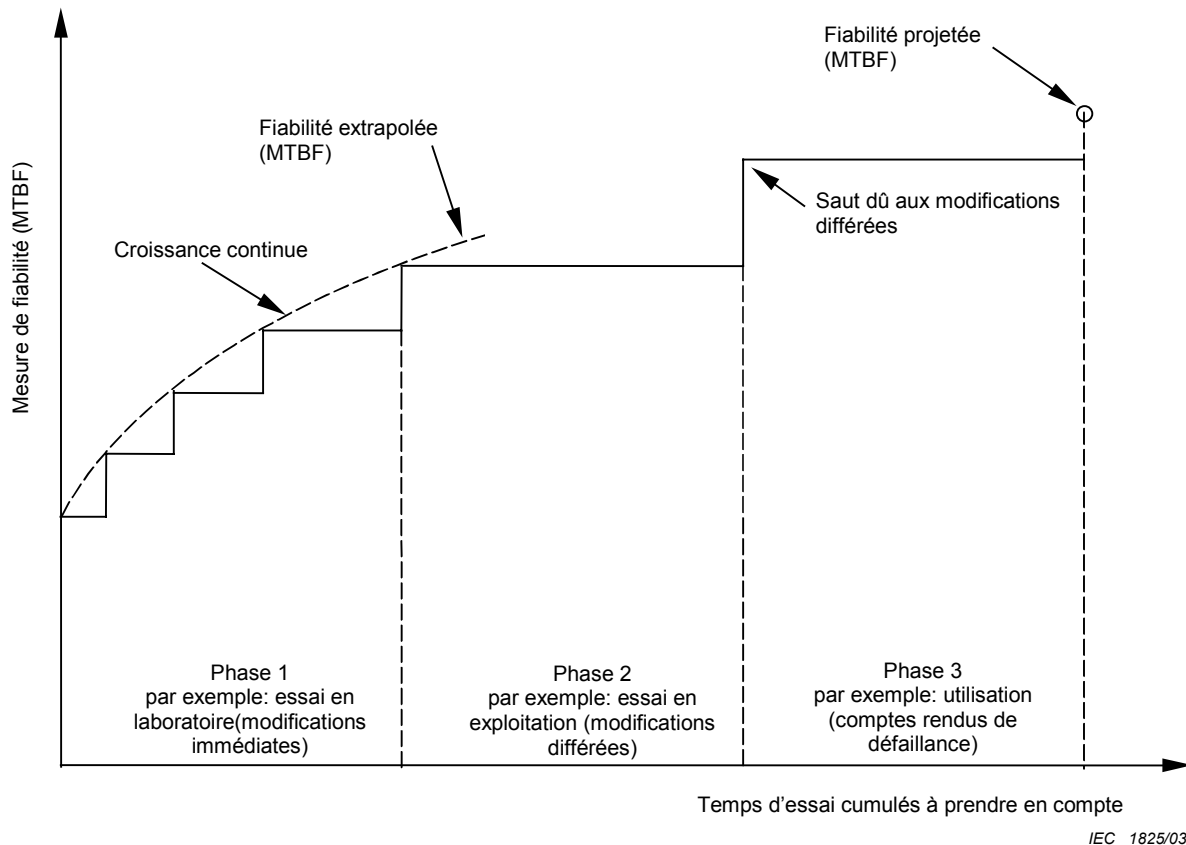 Fiabilité projetée
(MTBF)
Fiabilité extrapolée
(MTBF)
Croissance continue
Saut dû aux modifications
différées
Mesure de fiabilité (MTBF)
Phase 1
par exemple: essai en
laboratoire(modifications
immédiates)
Phase 2
par exemple: essai en
exploitation (modifications
différées)
Phase 3
par exemple: utilisation
(comptes rendus de
défaillance)
Temps d'essai cumulés à prendre en compte
IEC 1825/03